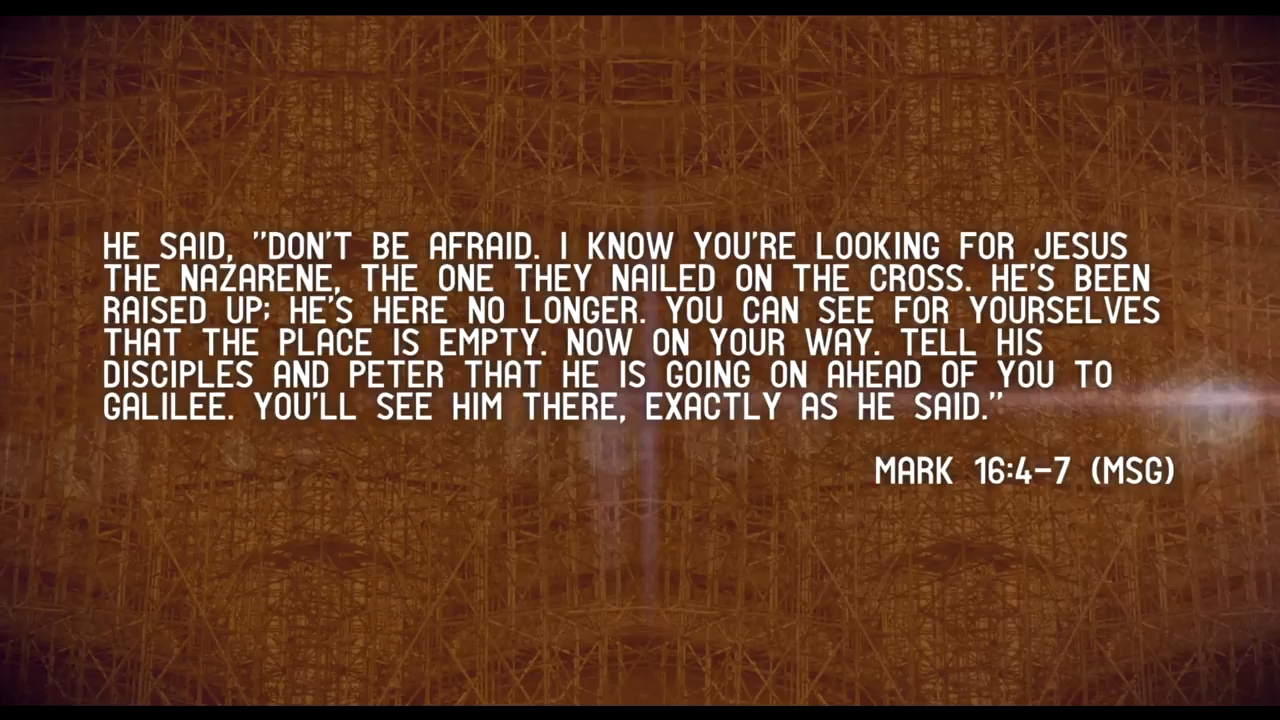 HE SAID, "DON'T BE AFRAID. I KNOW YOU'RE LOOKING FOR JESUS
THE NAZARENE, THE ONE THEY NAILED ON THE CROSS. HE'S BEEN
RAISED UP; HE'S HERE NO LONGER. YOU CAN SEE FOR YOURSELVES
THAT THE PLACE IS EMPTY. NOW ON YOUR WAY. TELL HIS
DISCIPLES AND PETER THAT HE IS GOING ON AHEAD OF YOU TO
GALILEE. YOU'LL SEE HIM THERE, EXACTLY AS HE SAID."
MARK 16:4-7 (MSG)